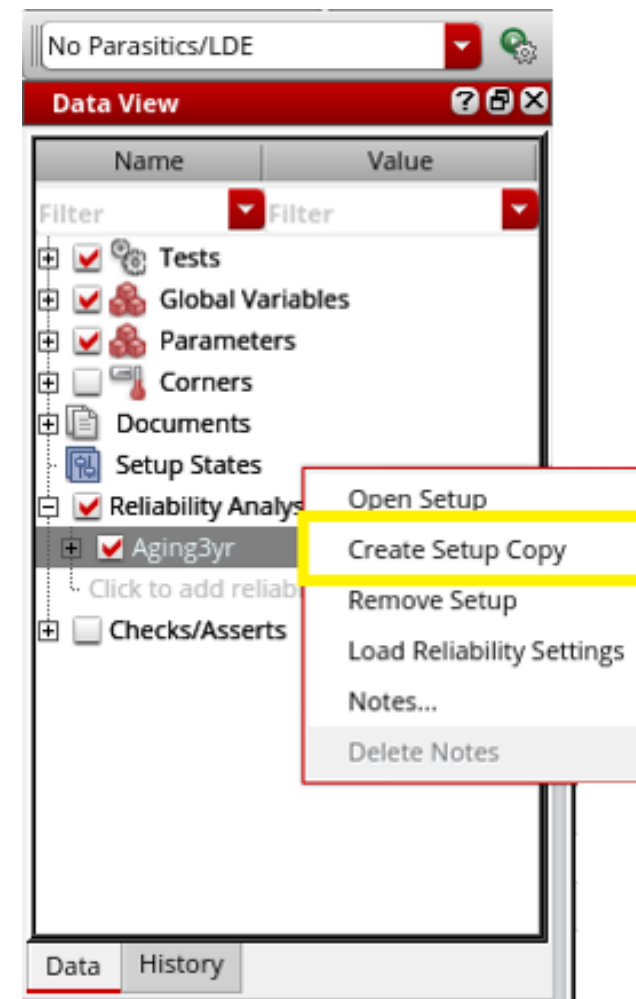 No Parasitics/LDE
Data View
Name Value
Filter Filter
Tests
Global Variables
Parameters
Corners
Documents
Setup States
Reliability Analys
Aging3yr
Click to add reliab
Checks/Asserts
Open Setup
Create Setup Copy
Remove Setup
Load Reliability Settings
Notes...
Delete Notes
Data History